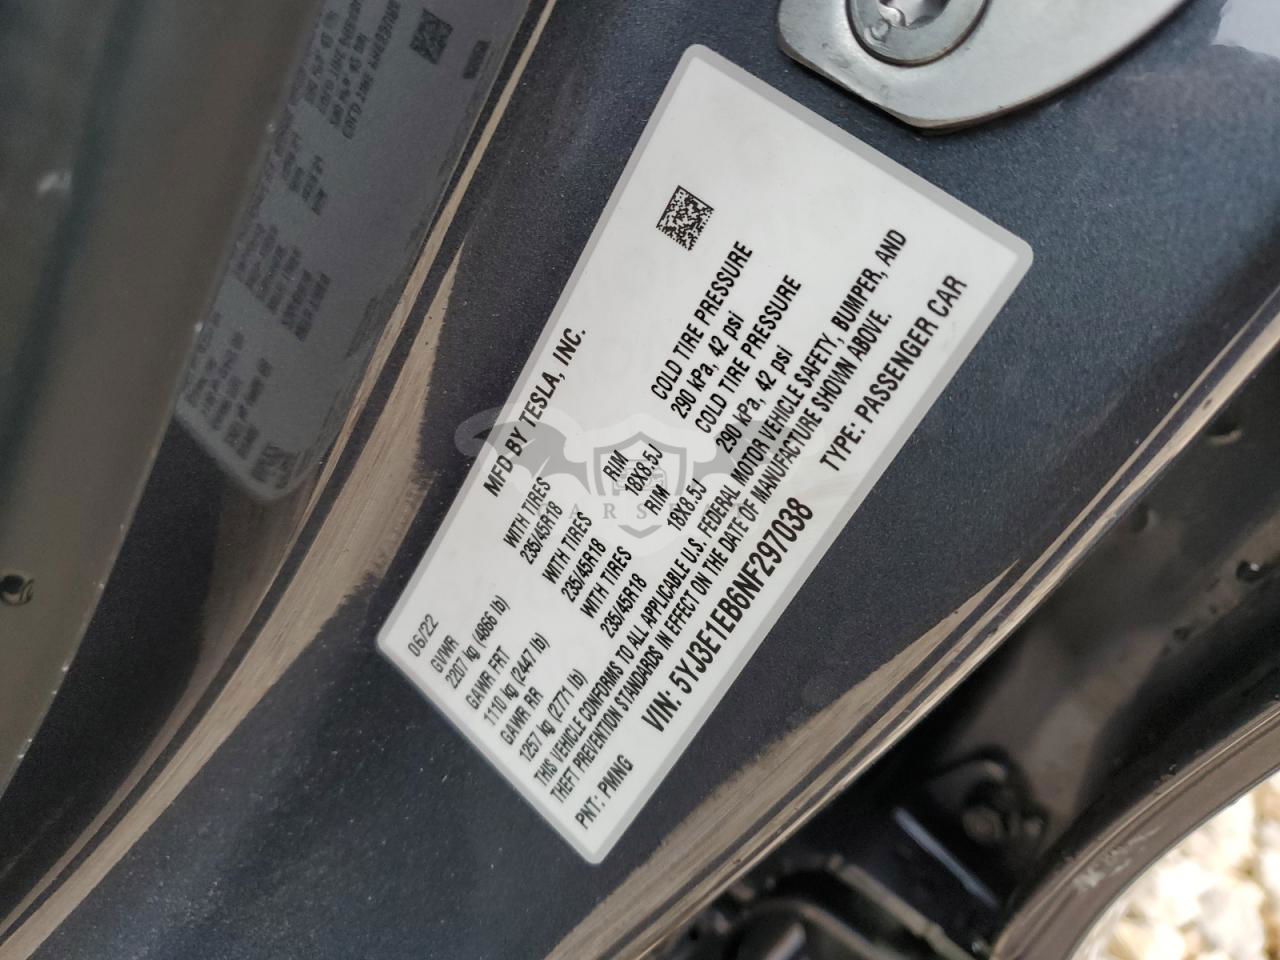 MFD BY TESLA, INC.
06/22
GVWR
2207 kg (4866 lb)
GAWR FRT
1110 kg (2447 lb)
GAWR RR
1257 kg (2771 lb)
WITH TIRES
235/45R18
WITH TIRES
235/45R18
WITH TIRES
235/45R18
RIM
18X8.5J
RIM
18X8.5J
COLD TIRE PRESSURE
290 kPa, 42 psi
COLD TIRE PRESSURE
290 kPa, 42 psi
THIS VEHICLE CONFORMS TO ALL APPLICABLE U.S. FEDERAL MOTOR VEHICLE SAFETY, BUMPER, AND
THEFT PREVENTION STANDARDS IN EFFECT ON THE DATE OF MANUFACTURE SHOWN ABOVE.
PNT: PMNG
VIN: 5YJ3E1EB6NF297038
TYPE: PASSENGER CAR